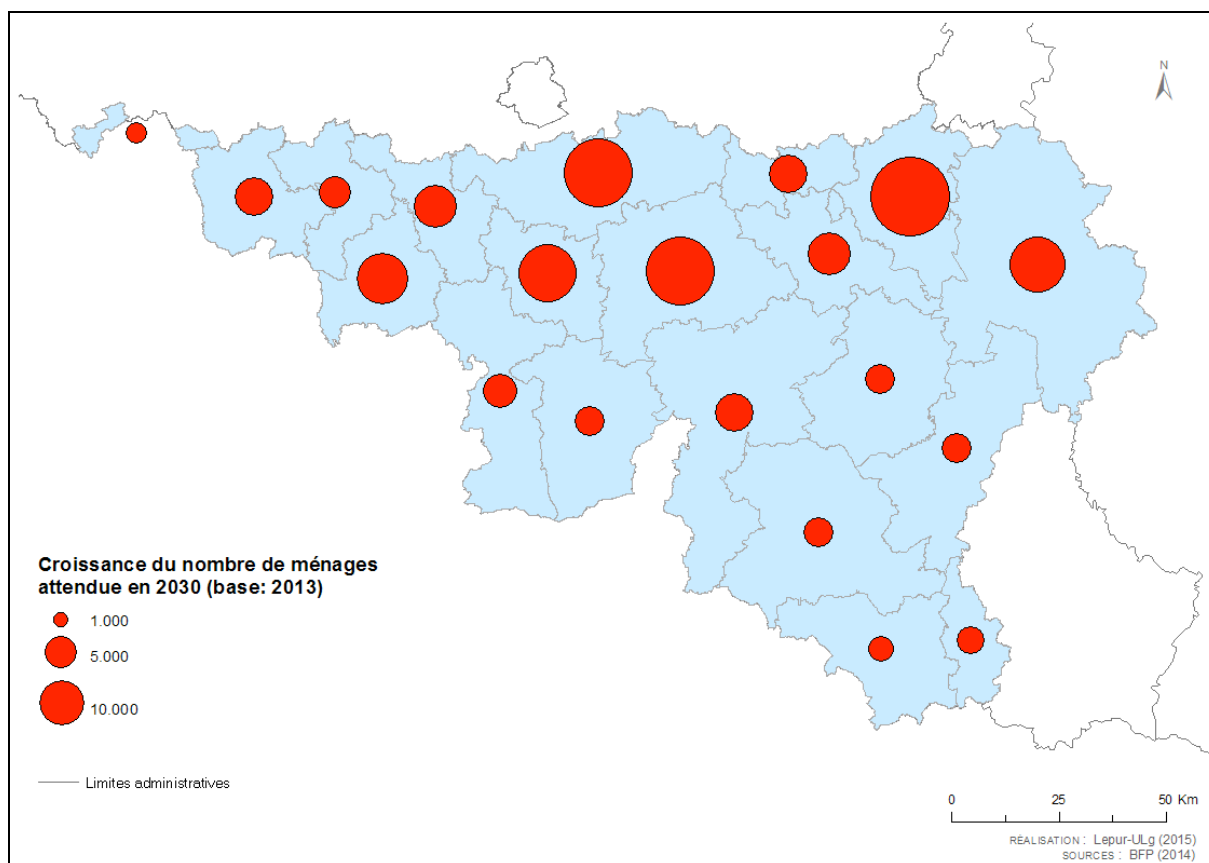 N
Croissance du nombre de ménages
attendue en 2030 (base: 2013)
1.000
5.000
10.000
Limites administratives
0 25 50 Km
RÉALISATION : Lepur-ULg (2015)
SOURCES : BFP (2014)